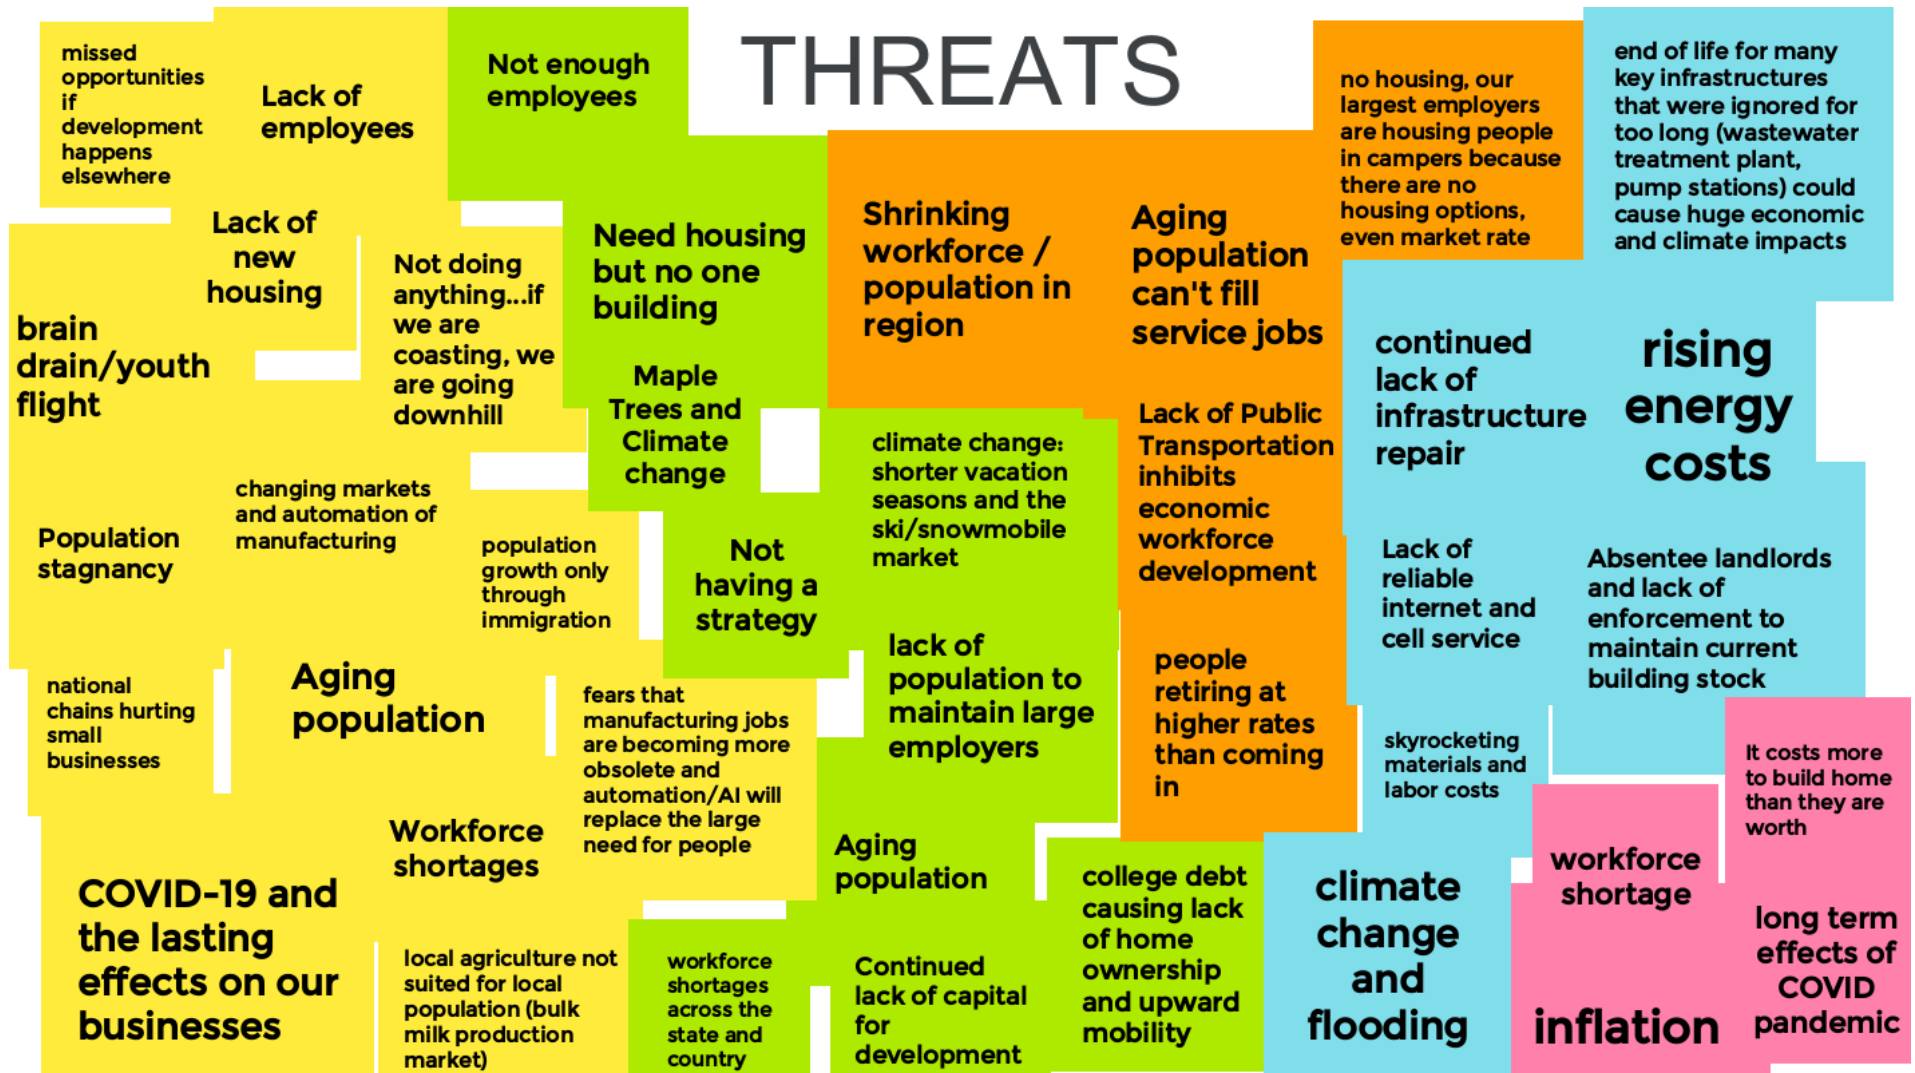 THREATS
missed
opportunities
if
development
happens
elsewhere
Lack of
employees
Not enough
employees
no housing, our
largest employers
are housing people
in campers because
there are no
housing options,
even market rate
end of life for many
key infrastructures
that were ignored for
too long (wastewater
treatment plant,
pump stations) could
cause huge economic
and climate impacts
Lack of
new
housing
Not doing
anything...if
we are
coasting, we
are going
downhill
Need housing
but no one
building
Shrinking
workforce /
population in
region
Aging
population
can't fill
service jobs
brain
drain/youth
flight
Maple
Trees and
Climate
change
climate change:
shorter vacation
seasons and the
ski/snowmobile
market
Lack of Public
Transportation
inhibits
economic
workforce
development
continued
lack of
infrastructure
repair
rising
energy
costs
Population
stagnancy
changing markets
and automation of
manufacturing
population
growth only
through
immigration
Not
having a
strategy
Lack of
reliable
internet and
cell service
Absentee landlords
and lack of
enforcement to
maintain current
building stock
national
chains hurting
small
businesses
Aging
population
fears that
manufacturing jobs
are becoming more
obsolete and
automation/AI will
replace the large
need for people
lack of
population to
maintain large
employers
people
retiring at
higher rates
than coming
in
skyrocketing
materials and
labor costs
It costs more
to build home
than they are
worth
COVID-19 and
the lasting
effects on our
businesses
Workforce
shortages
Aging
population
college debt
causing lack
of home
ownership
and upward
mobility
climate
change
and
flooding
workforce
shortage
long term
effects of
COVID
pandemic
local agriculture not
suited for local
population (bulk
milk production
market)
workforce
shortages
across the
state and
country
Continued
lack of capital
for
development
inflation